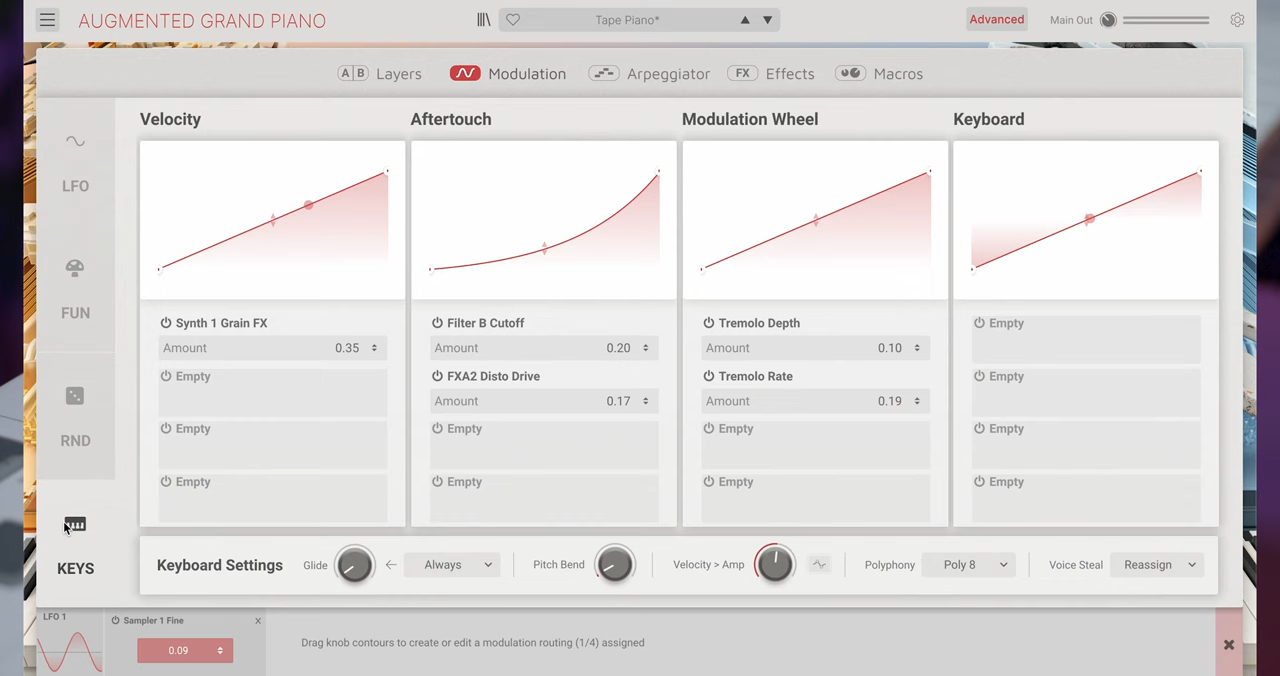 AUGMENTED GRAND PIANO
Tape Piano*
Advanced
Main Out
A B Layers
Modulation
Arpeggiator
FX Effects
Macros
LFO
FUN
RND
KEYS
Velocity
Synth 1 Grain FX
Amount 0.35
Empty
Empty
Empty
Aftertouch
Filter B Cutoff
Amount 0.20
FXA2 Disto Drive
Amount 0.17
Empty
Empty
Modulation Wheel
Tremolo Depth
Amount 0.10
Tremolo Rate
Amount 0.19
Empty
Empty
Keyboard
Empty
Empty
Empty
Empty
Keyboard Settings
Glide
Always
Pitch Bend
Velocity > Amp
Polyphony
Poly 8
Voice Steal
Reassign
LFO 1
Sampler 1 Fine x
0.09
Drag knob contours to create or edit a modulation routing (1/4) assigned